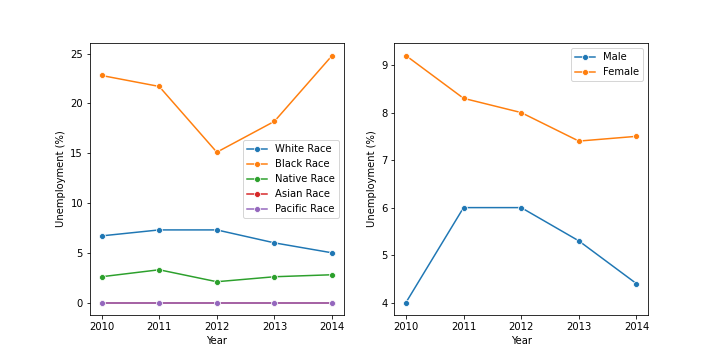 25
20
15
10
5
0
Unemployment (%)
White Race
Black Race
Native Race
Asian Race
Pacific Race
2010 2011 2012 2013 2014
Year
9
8
7
6
5
4
Unemployment (%)
Male
Female
2010 2011 2012 2013 2014
Year